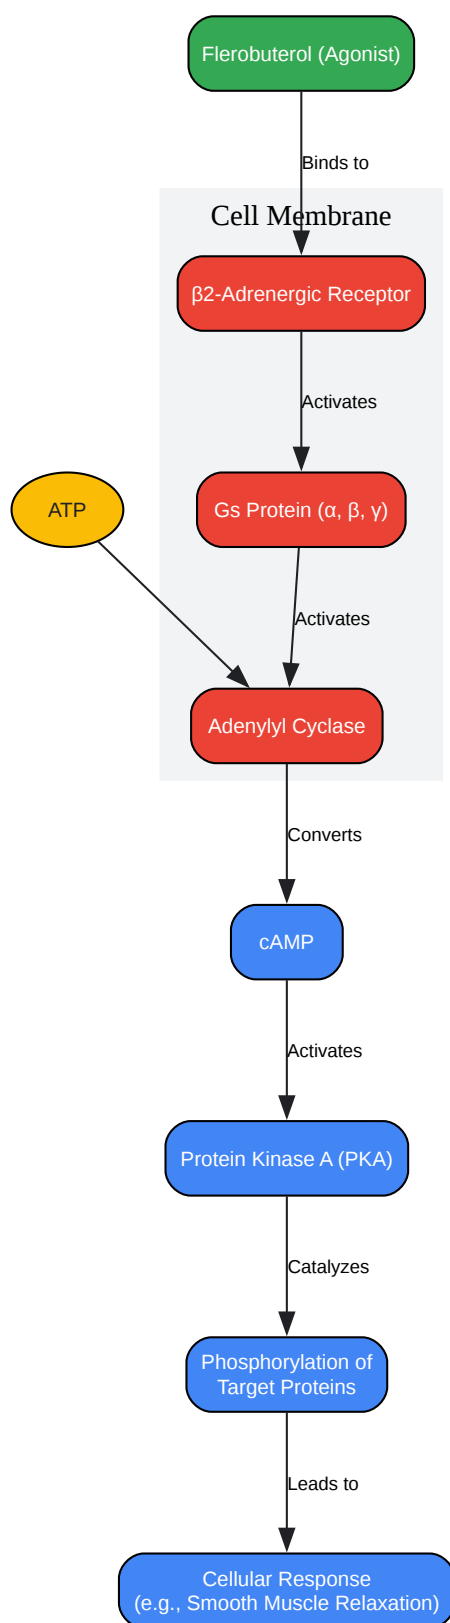 Flerobuterol (Agonist)
Binds to
Cell Membrane
β2-Adrenergic Receptor
Activates
ATP
Gs Protein (α, β, γ)
Activates
Adenylyl Cyclase
Converts
cAMP
Activates
Protein Kinase A (PKA)
Catalyzes
Phosphorylation of
Target Proteins
Leads to
Cellular Response
(e.g., Smooth Muscle Relaxation)